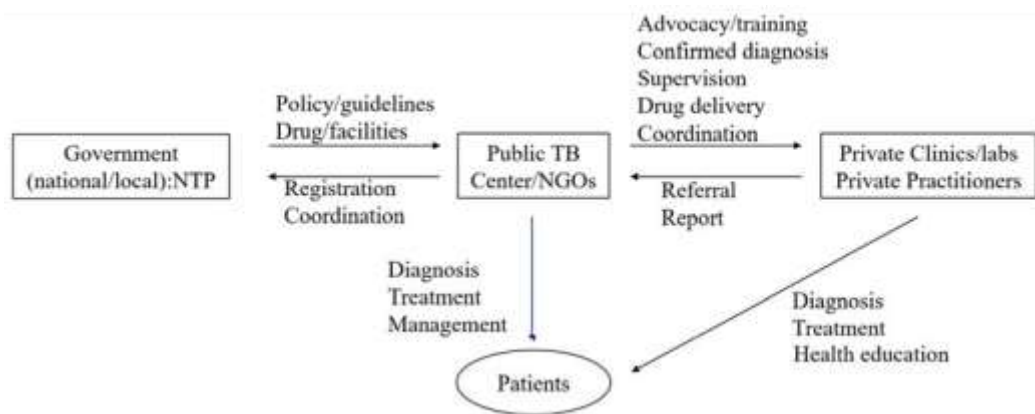 Advocacy/training
Confirmed diagnosis
Supervision
Drug delivery
Coordination
Policy/guidelines
Drug/facilities
Government
(national/local):NTP
Public TB
Center/NGOs
Private Clinics/labs
Private Practitioners
Registration
Coordination
Referral
Report
Diagnosis
Treatment
Management
Diagnosis
Treatment
Health education
Patients